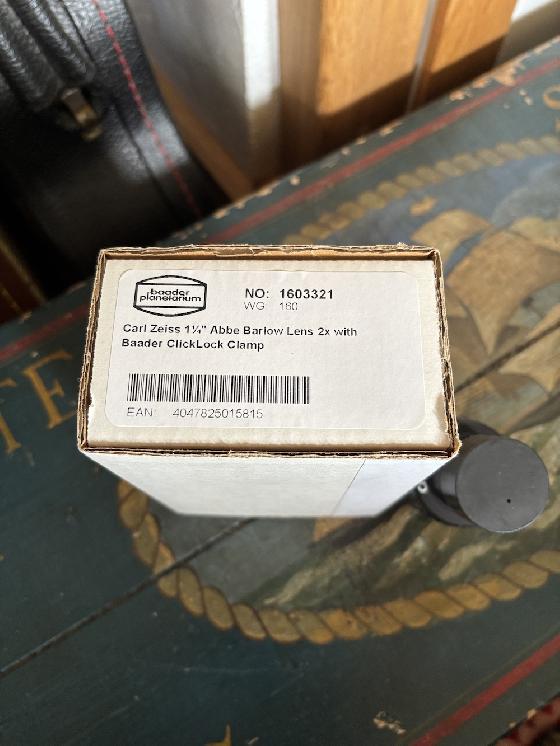 baader
planetarium
NO: 1603321
WG: 160
Carl Zeiss 1¼" Abbe Barlow Lens 2x with
Baader ClickLock Clamp
EAN: 4047825015815